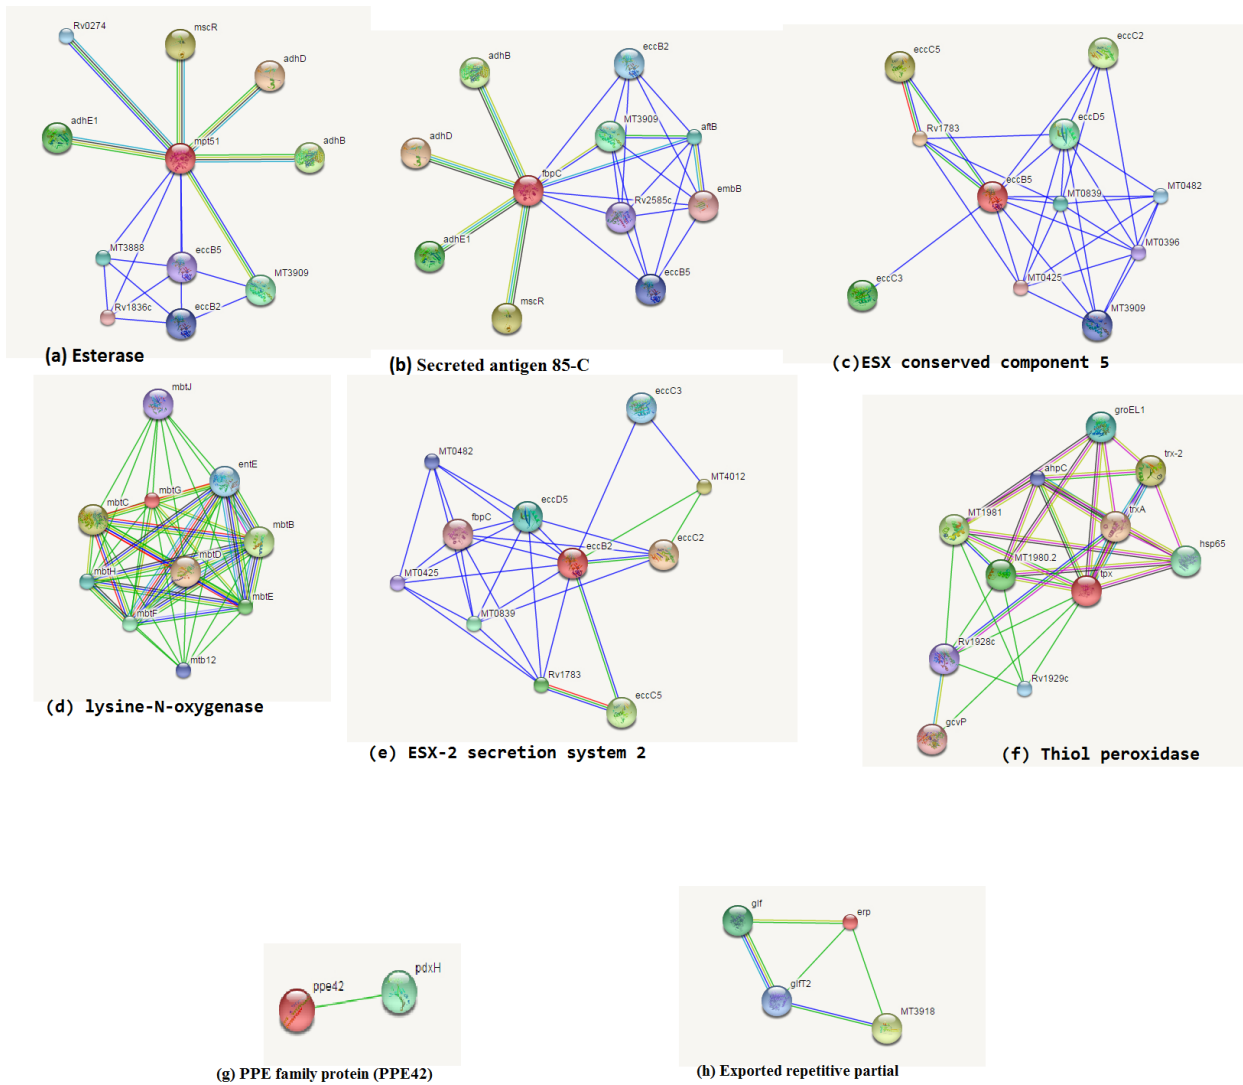 Rv0274
mscR
adhD
adhE1
mpt51
adhB
MT3888
eccB5
MT3909
Rv1836c
eccB2
(a) Esterase
eccB2
adhB
MT3909
aftB
adhD
fbpC
embB
Rv2585c
adhE1
eccB5
mscR
(b) Secreted antigen 85-C
eccC5
eccC2
Rv1783
eccD5
eccB5
MT0839
MT0482
MT0396
eccC3
MT0425
MT3909
(c)ESX conserved component 5
mbtJ
entE
mbtG
mbtC
mbtB
mbtD
mbtH
mbtE
mbtF
mtb12
(d) lysine-N-oxygenase
eccC3
MT0482
MT4012
eccD5
fbpC
eccB2
eccC2
MT0425
MT0839
Rv1783
eccC5
(e) ESX-2 secretion system 2
groEL1
trx-2
ahpC
MT1981
trxA
hsp65
MT1980.2
tpx
Rv1928c
Rv1929c
gcvP
(f) Thiol peroxidase
ppe42
pdxH
(g) PPE family protein (PPE42)
glf
erp
glfT2
MT3918
(h) Exported repetitive partial